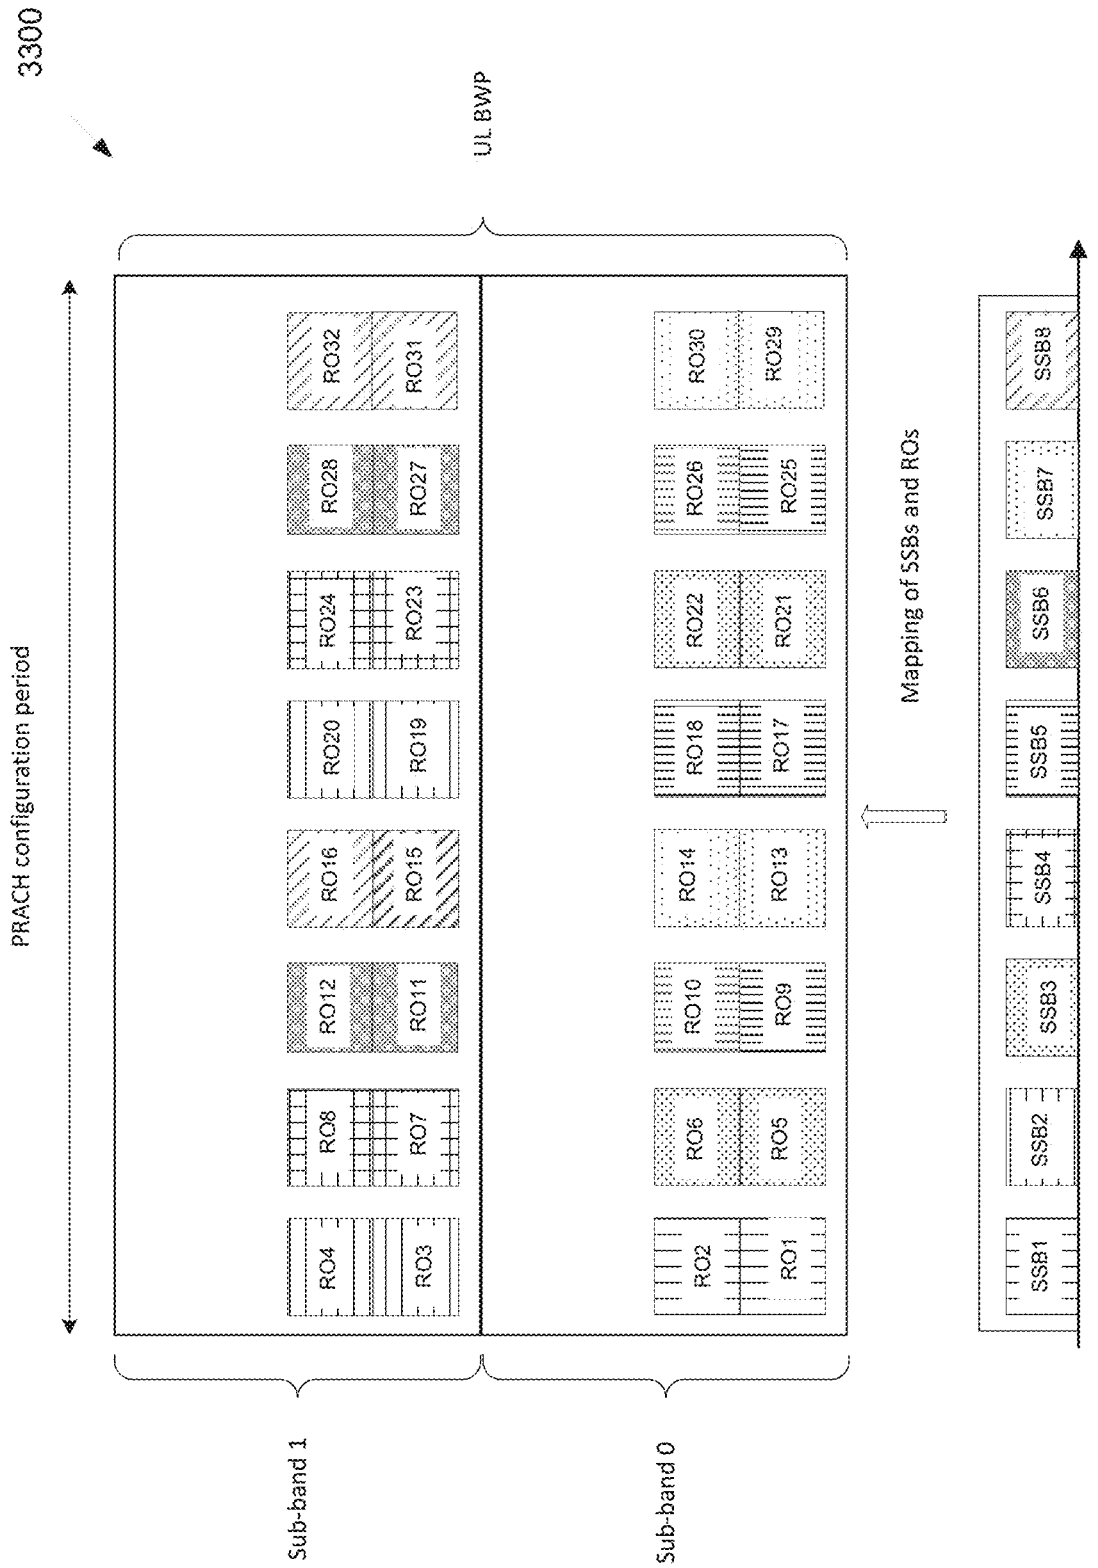 3300
PRACH configuration period
Sub-band 1
RO4 RO8 RO12 RO16 RO20 RO24 RO28 RO32
RO3 RO7 RO11 RO15 RO19 RO23 RO27 RO31
UL BWP
Sub-band 0
RO2 RO6 RO10 RO14 RO18 RO22 RO26 RO30
RO1 RO5 RO9 RO13 RO17 RO21 RO25 RO29
Mapping of SSBs and ROs
SSB1 SSB2 SSB3 SSB4 SSB5 SSB6 SSB7 SSB8